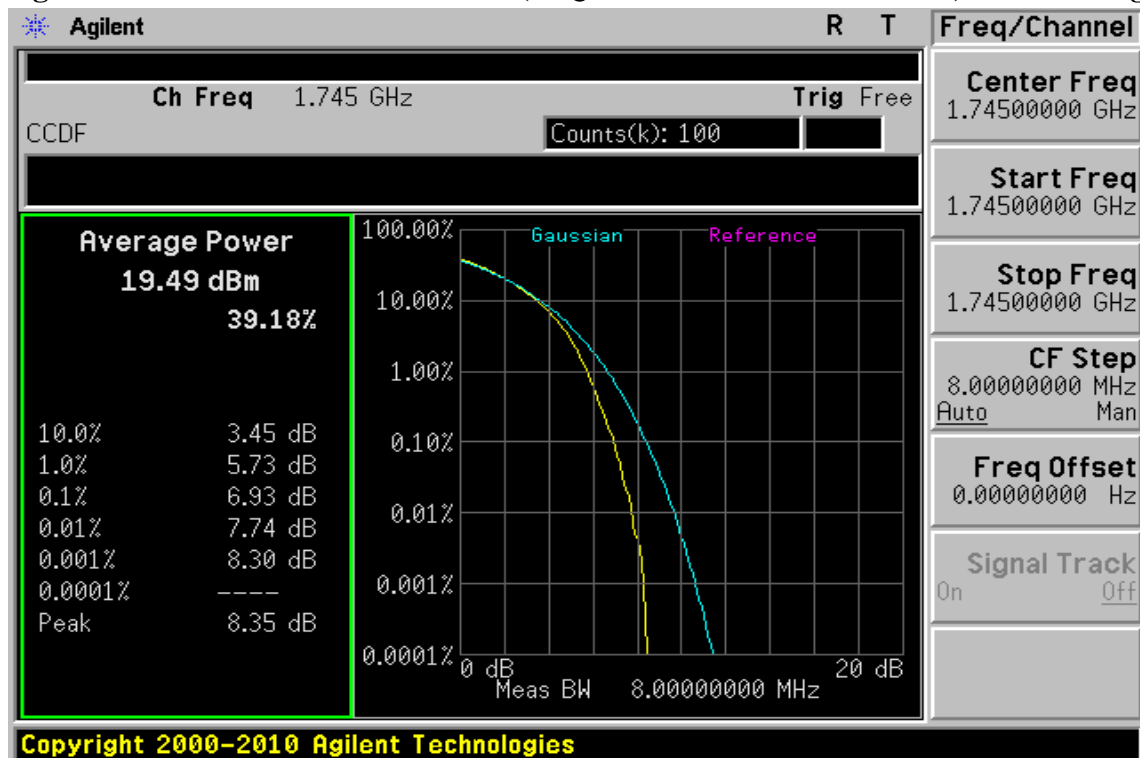 Agilent R T Freq/Channel
Ch Freq 1.745 GHz Trig Free
CCDF Counts(k): 100
Average Power
19.49 dBm
39.18%
10.0% 3.45 dB
1.0% 5.73 dB
0.1% 6.93 dB
0.01% 7.74 dB
0.001% 8.30 dB
0.0001% ----
Peak 8.35 dB
100.00%
Gaussian Reference
10.00%
1.00%
0.10%
0.01%
0.001%
0.0001%
0 dB 20 dB
Meas BW 8.00000000 MHz
Center Freq
1.74500000 GHz
Start Freq
1.74500000 GHz
Stop Freq
1.74500000 GHz
CF Step
8.00000000 MHz
Auto Man
Freq Offset
0.00000000 Hz
Signal Track
On Off
Copyright 2000-2010 Agilent Technologies